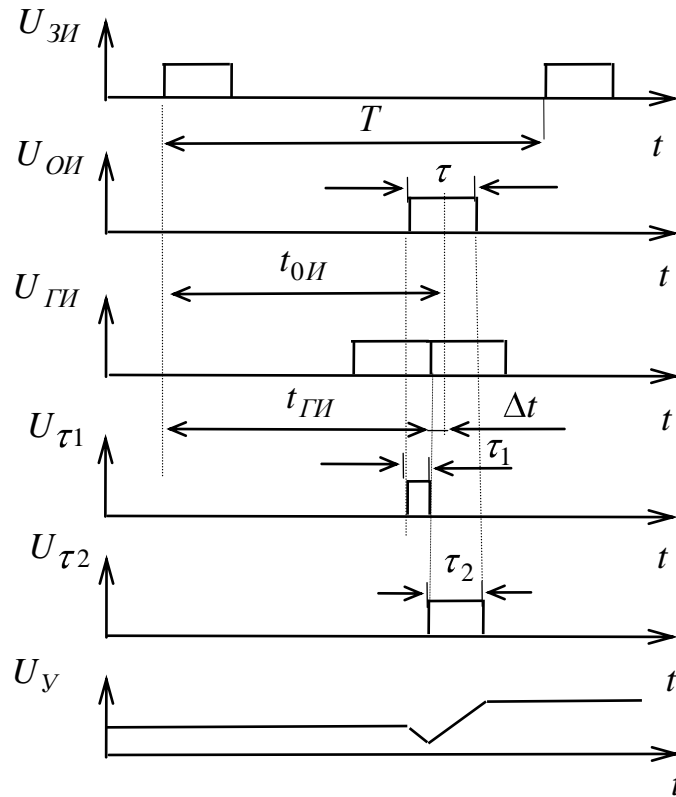 U_ЗИ
T
t
U_ОИ
τ
t
t_0И
U_ГИ
t_ГИ
Δt
t
U_τ1
τ_1
t
U_τ2
τ_2
t
U_У
t